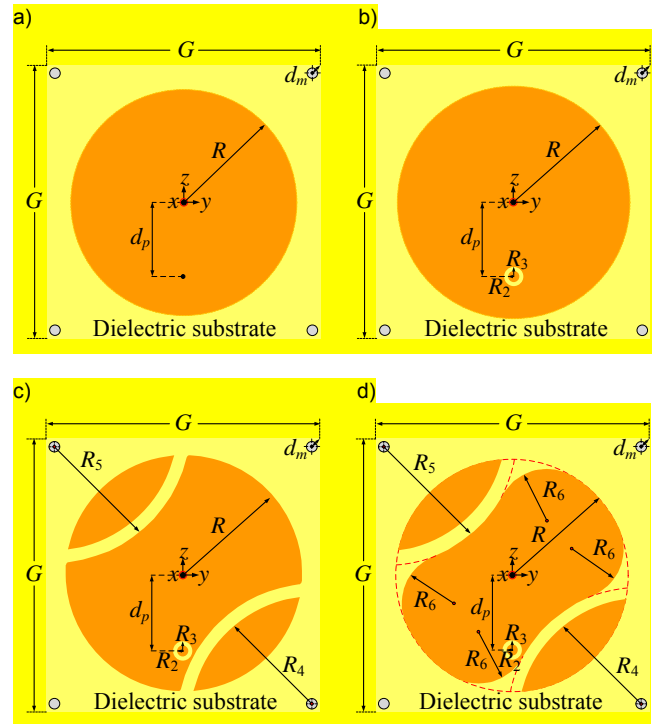 a)
G
d_m
G
R
z
x y
d_p
Dielectric substrate
b)
G
d_m
G
R
z
x y
d_p
R_3
R_2
Dielectric substrate
c)
G
d_m
R_5
G
R
z
x y
d_p
R_3
R_2
R_4
Dielectric substrate
d)
G
d_m
R_5
R_6
R
G
z
x y
R_6
R_6
d_p
R_3
R_6
R_2
R_4
Dielectric substrate